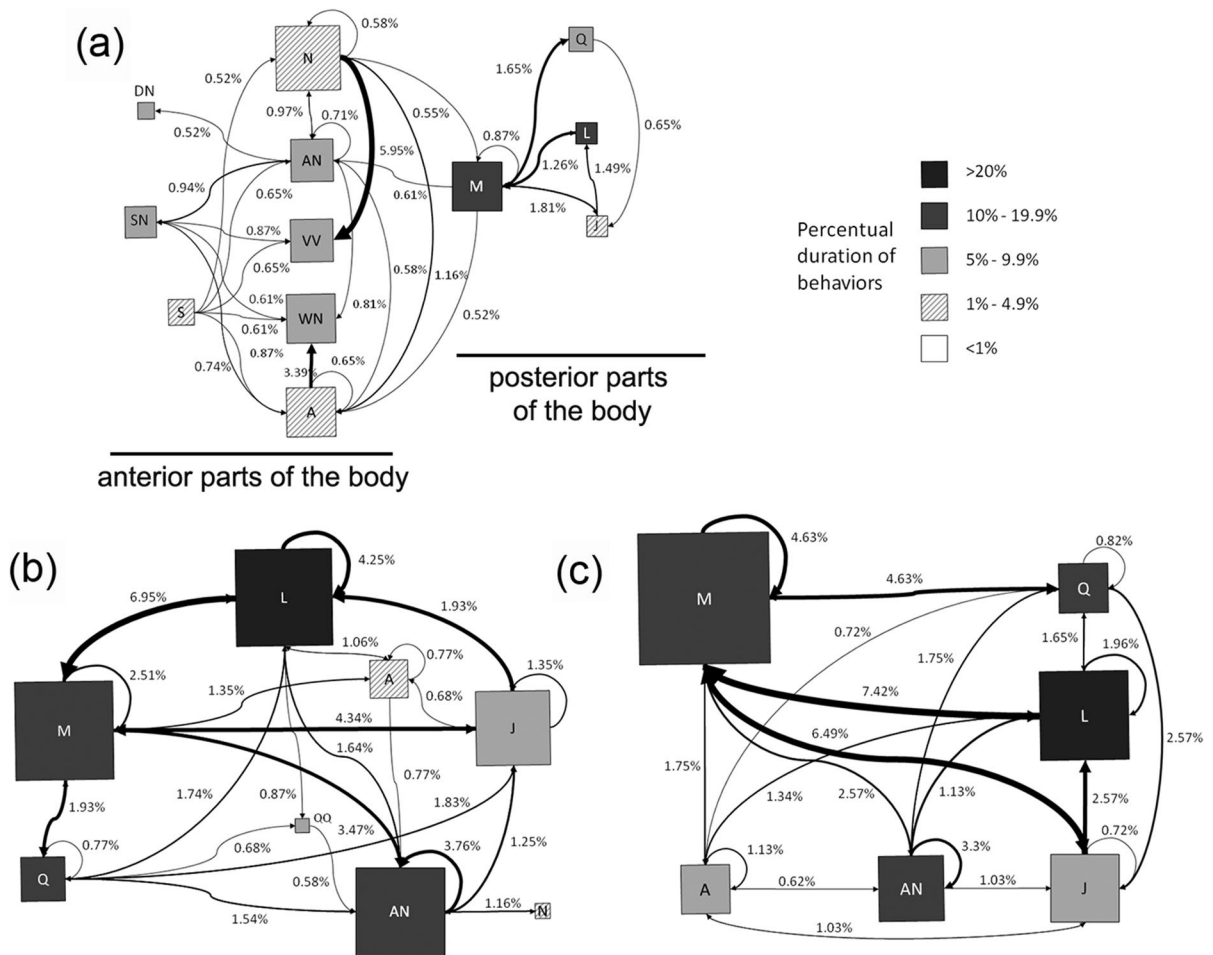 (a)
N
0.58%
Q
1.65%
0.52%
DN
0.97%
0.71%
0.55%
0.87%
L
0.65%
0.52%
AN
5.95%
1.26%
1.49%
0.94%
0.65%
0.61%
M
1.81%
J
SN
0.87%
VV
0.65%
0.58%
1.16%
S
0.61%
WN
0.81%
0.61%
0.52%
0.87%
0.65%
0.74%
3.39%
A
anterior parts of the body
posterior parts
of the body
Percentual
duration of
behaviors
>20%
10% - 19.9%
5% - 9.9%
1% - 4.9%
<1%
(b)
L
4.25%
6.95%
1.93%
1.06%
A
0.77%
2.51%
1.35%
0.68%
1.35%
M
4.34%
J
1.64%
0.77%
1.93%
1.74%
0.87%
1.83%
QQ
0.77%
3.47%
3.76%
1.25%
Q
0.68%
0.58%
AN
1.54%
1.16%
N
(c)
M
4.63%
4.63%
0.82%
Q
0.72%
1.65%
1.96%
1.75%
7.42%
L
6.49%
2.57%
1.75%
1.34%
2.57%
1.13%
2.57%
1.13%
3.3%
0.72%
A
0.62%
AN
1.03%
J
1.03%